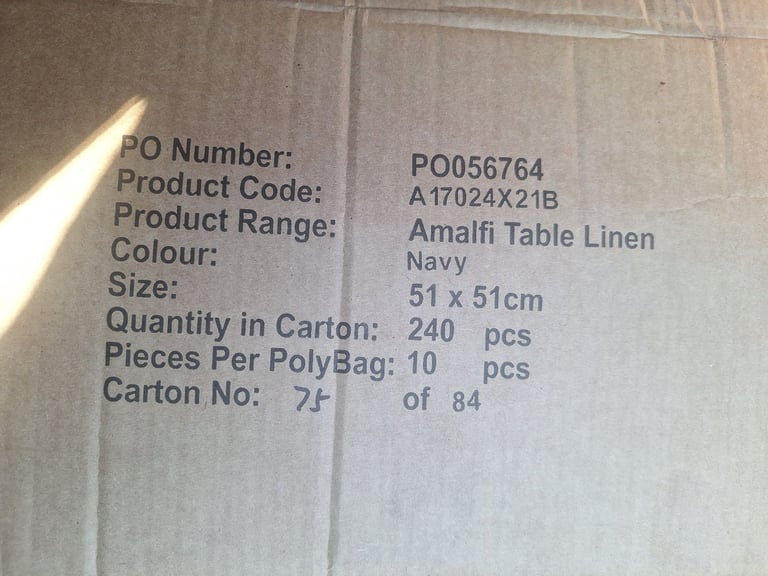 PO Number: PO056764
Product Code: A17024X21B
Product Range: Amalfi Table Linen
Colour: Navy
Size: 51 x 51cm
Quantity in Carton: 240 pcs
Pieces Per PolyBag: 10 pcs
Carton No: 75 of 84